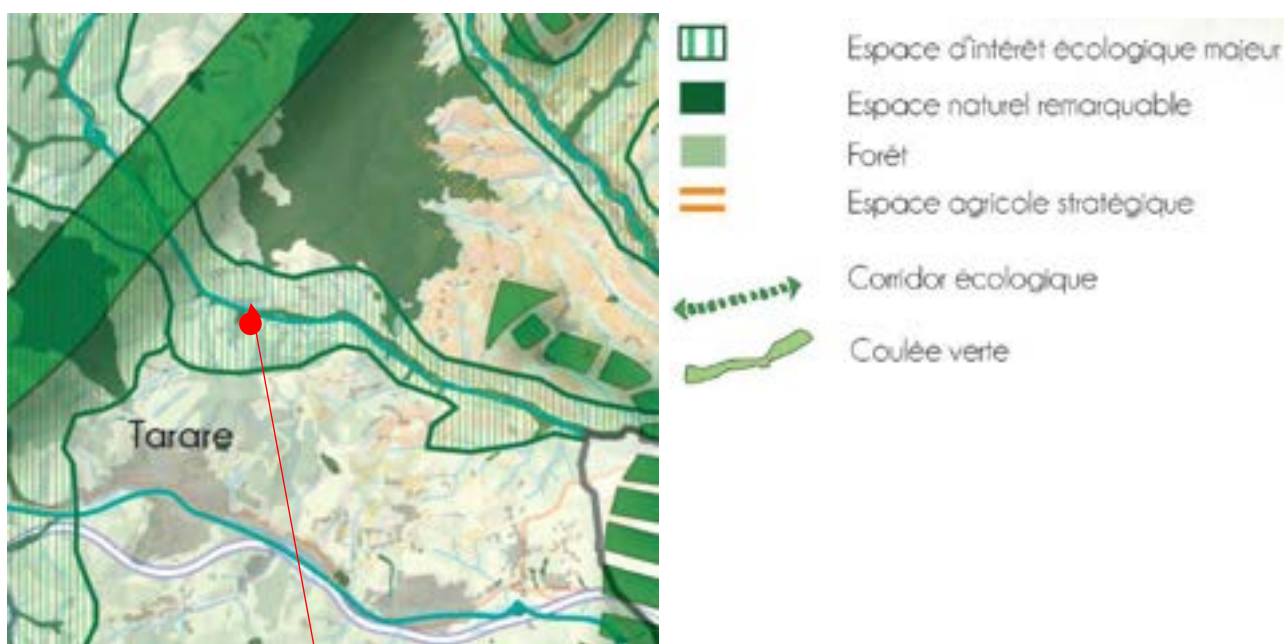 Tarare
Espace d'intérêt écologique majeur
Espace naturel remarquable
Forêt
Espace agricole stratégique
Corridor écologique
Coulée verte